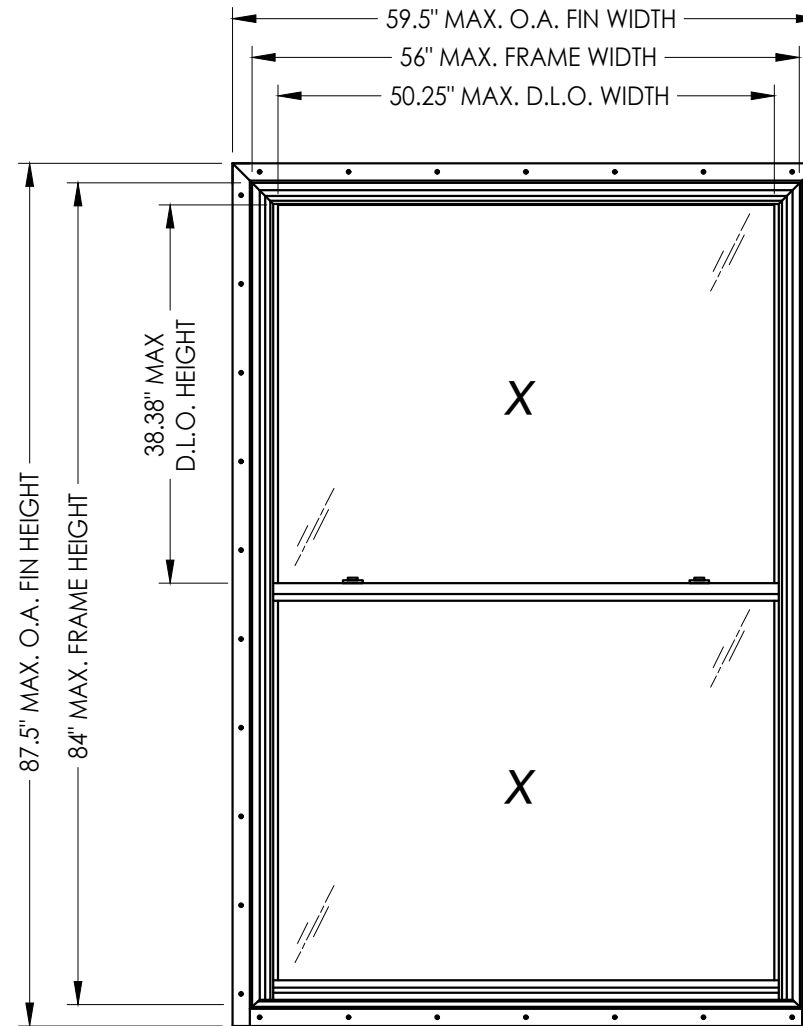 59.5" MAX. O.A. FIN WIDTH
56" MAX. FRAME WIDTH
50.25" MAX. D.L.O. WIDTH
38.38" MAX
D.L.O. HEIGHT
X
87.5" MAX. O.A. FIN HEIGHT
84" MAX. FRAME HEIGHT
X